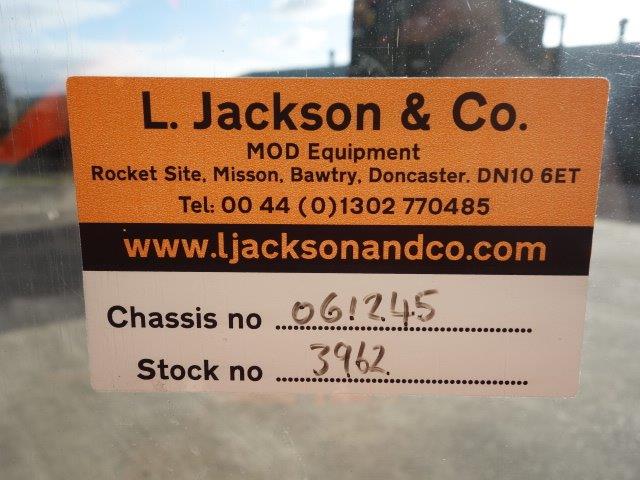 L. Jackson & Co.
MOD Equipment
Rocket Site, Misson, Bawtry, Doncaster. DN10 6ET
Tel: 00 44 (0)1302 770485
www.ljacksonandco.com
Chassis no 061245
Stock no 3962